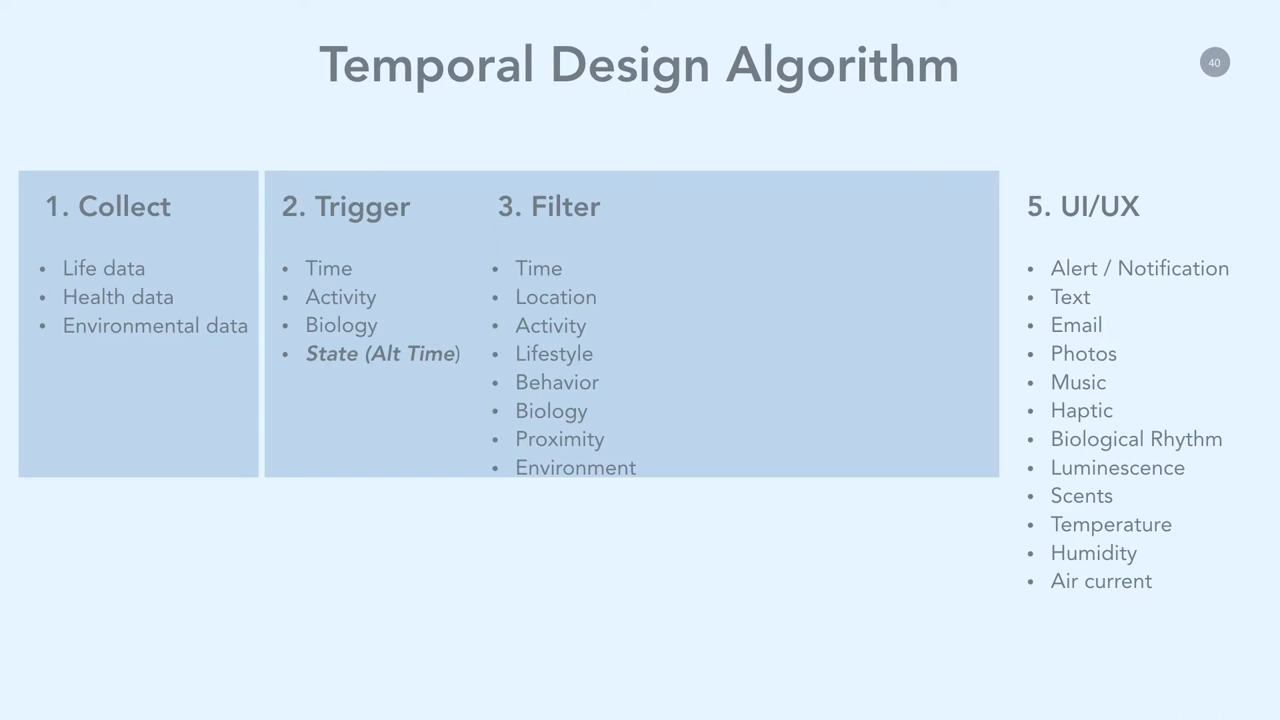 Temporal Design Algorithm
40
1. Collect
• Life data
• Health data
• Environmental data
2. Trigger
• Time
• Activity
• Biology
• State (Alt Time)
3. Filter
• Time
• Location
• Activity
• Lifestyle
• Behavior
• Biology
• Proximity
• Environment
5. UI/UX
• Alert / Notification
• Text
• Email
• Photos
• Music
• Haptic
• Biological Rhythm
• Luminescence
• Scents
• Temperature
• Humidity
• Air current